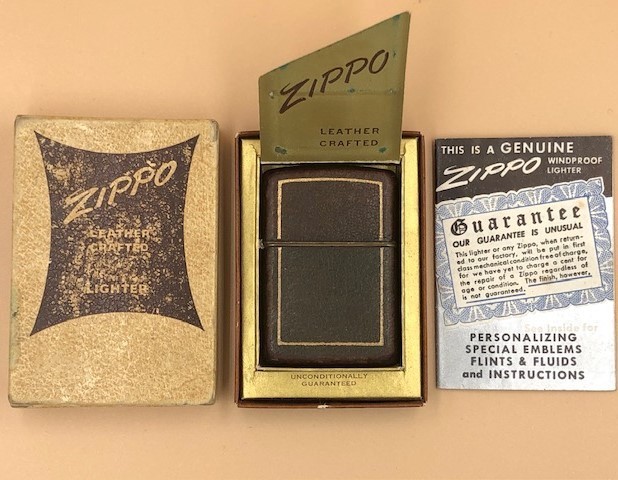 ZIPPO
LEATHER
CRAFTED
LIGHTER
ZIPPO
LEATHER
CRAFTED
UNCONDITIONALLY
GUARANTEED
THIS IS A GENUINE
ZIPPO WINDPROOF
LIGHTER
Guarantee
OUR GUARANTEE IS UNUSUAL
This lighter or any Zippo, when return-
ed to our factory, will be put in first
class mechanical condition free of charge,
for we have yet to charge a cent for
the repair of a Zippo regardless of
age or condition. The finish, however,
is not guaranteed.
See Inside for
PERSONALIZING
SPECIAL EMBLEMS
FLINTS & FLUIDS
and INSTRUCTIONS